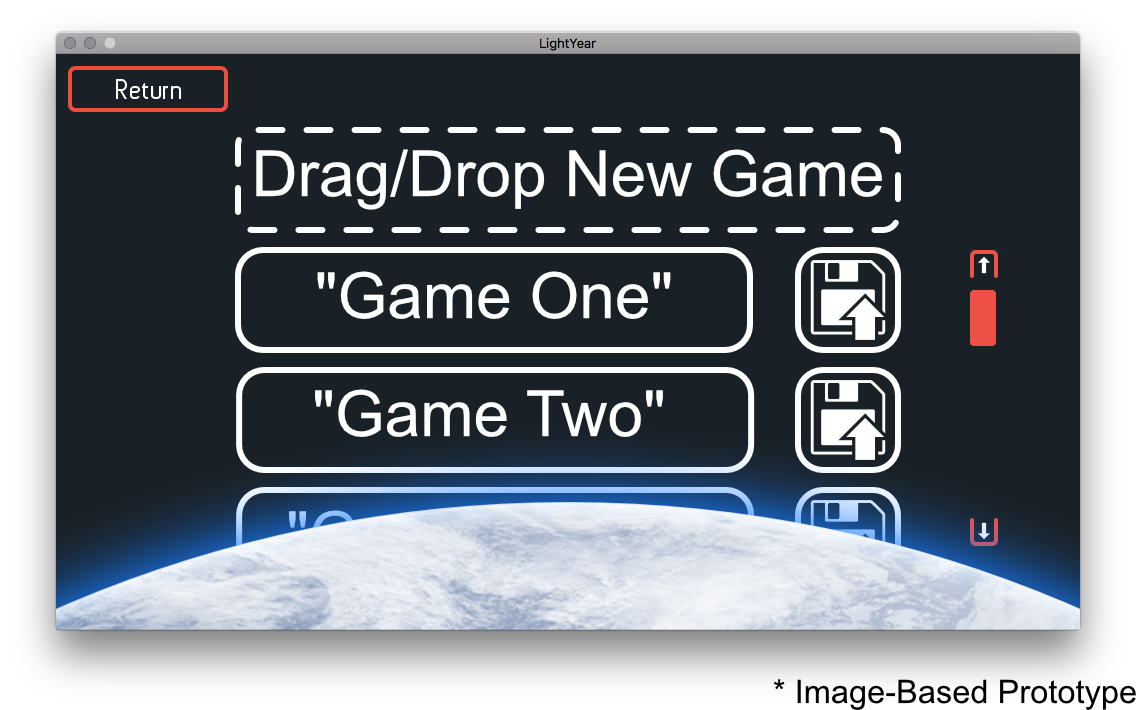 LightYear
Return
Drag/Drop New Game
"Game One"
"Game Two"
"G
* Image-Based Prototype